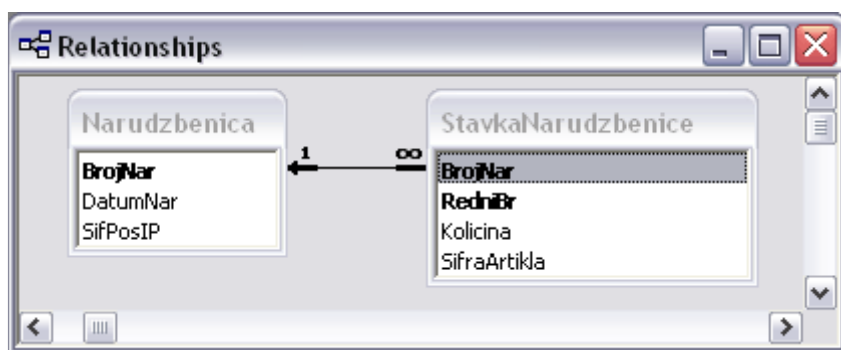 Relationships
Narudzbenica
BrojNar
DatumNar
SifPosIP
1 ∞
StavkaNarudzbenice
BrojNar
RedniBr
Kolicina
SifraArtikla